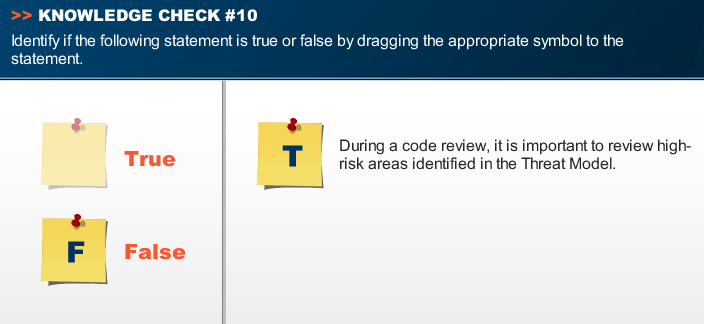 >> KNOWLEDGE CHECK #10
Identify if the following statement is true or false by dragging the appropriate symbol to the
statement.
True
T
During a code review, it is important to review high-
risk areas identified in the Threat Model.
F
False